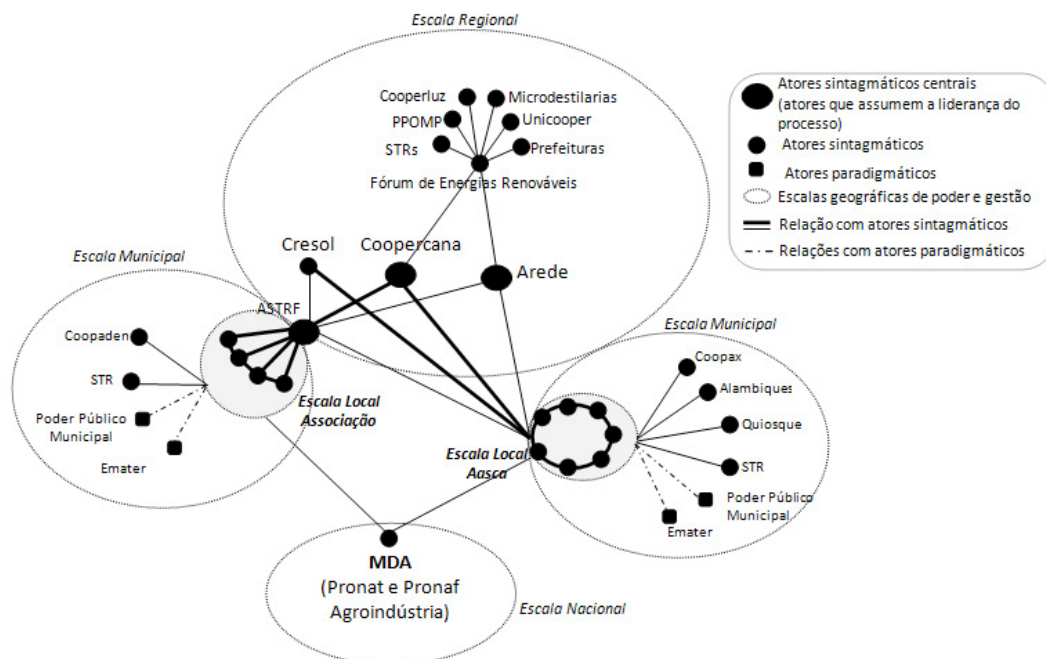 Escala Regional
Cooperluz
Microdestilarias
PPOMP
Unicooper
STRs
Prefeituras
Fórum de Energias Renováveis
Atores sintagmáticos centrais
(atores que assumem a liderança do
processo)
Atores sintagmáticos
Atores paradigmáticos
Escalas geográficas de poder e gestão
Relação com atores sintagmáticos
Relações com atores paradigmáticos
Cresol
Coopercana
Arede
Escala Municipal
ASTRF
Coopaden
STR
Poder Público
Municipal
Emater
Escala Local
Associação
Escala Municipal
Coopax
Alambiques
Quiosque
STR
Poder Público
Municipal
Emater
Escala Local
Aasca
MDA
(Pronat e Pronaf
Agroindústria)
Escala Nacional